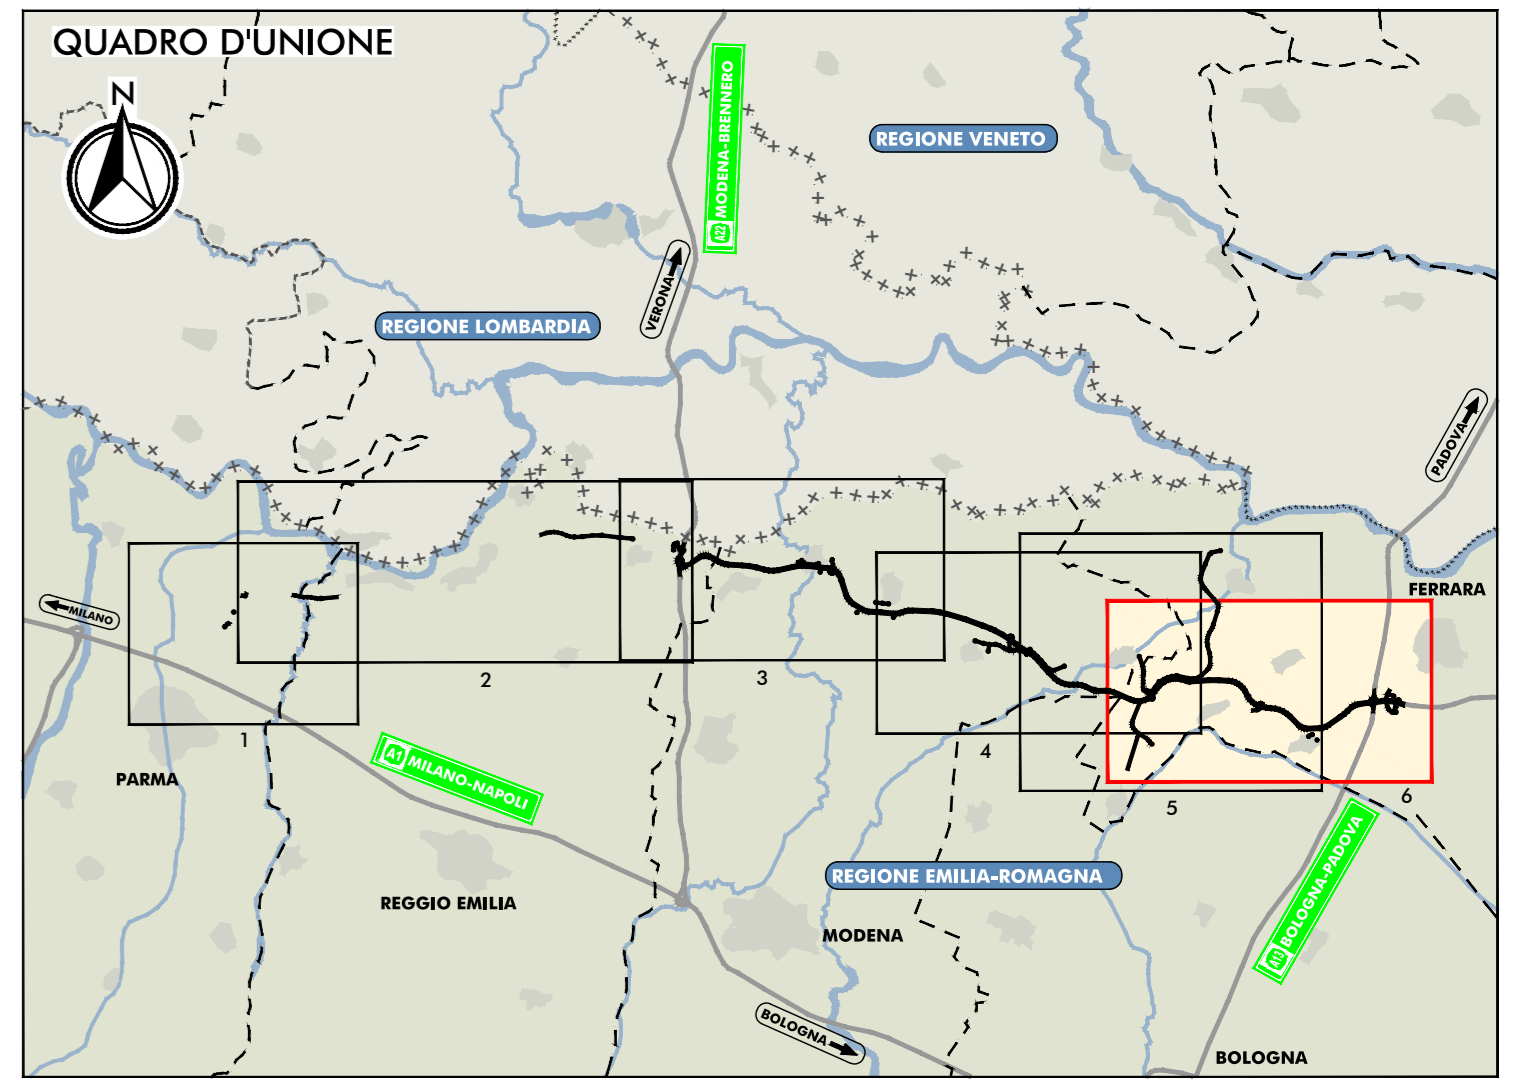 QUADRO D'UNIONE
N
A22 MODENA-BRENNERO
REGIONE VENETO
VERONA
REGIONE LOMBARDIA
PADOVA
MILANO
FERRARA
1
2
3
4
5
6
PARMA
A1 MILANO-NAPOLI
REGGIO EMILIA
REGIONE EMILIA-ROMAGNA
MODENA
A13 BOLOGNA-PADOVA
BOLOGNA
BOLOGNA